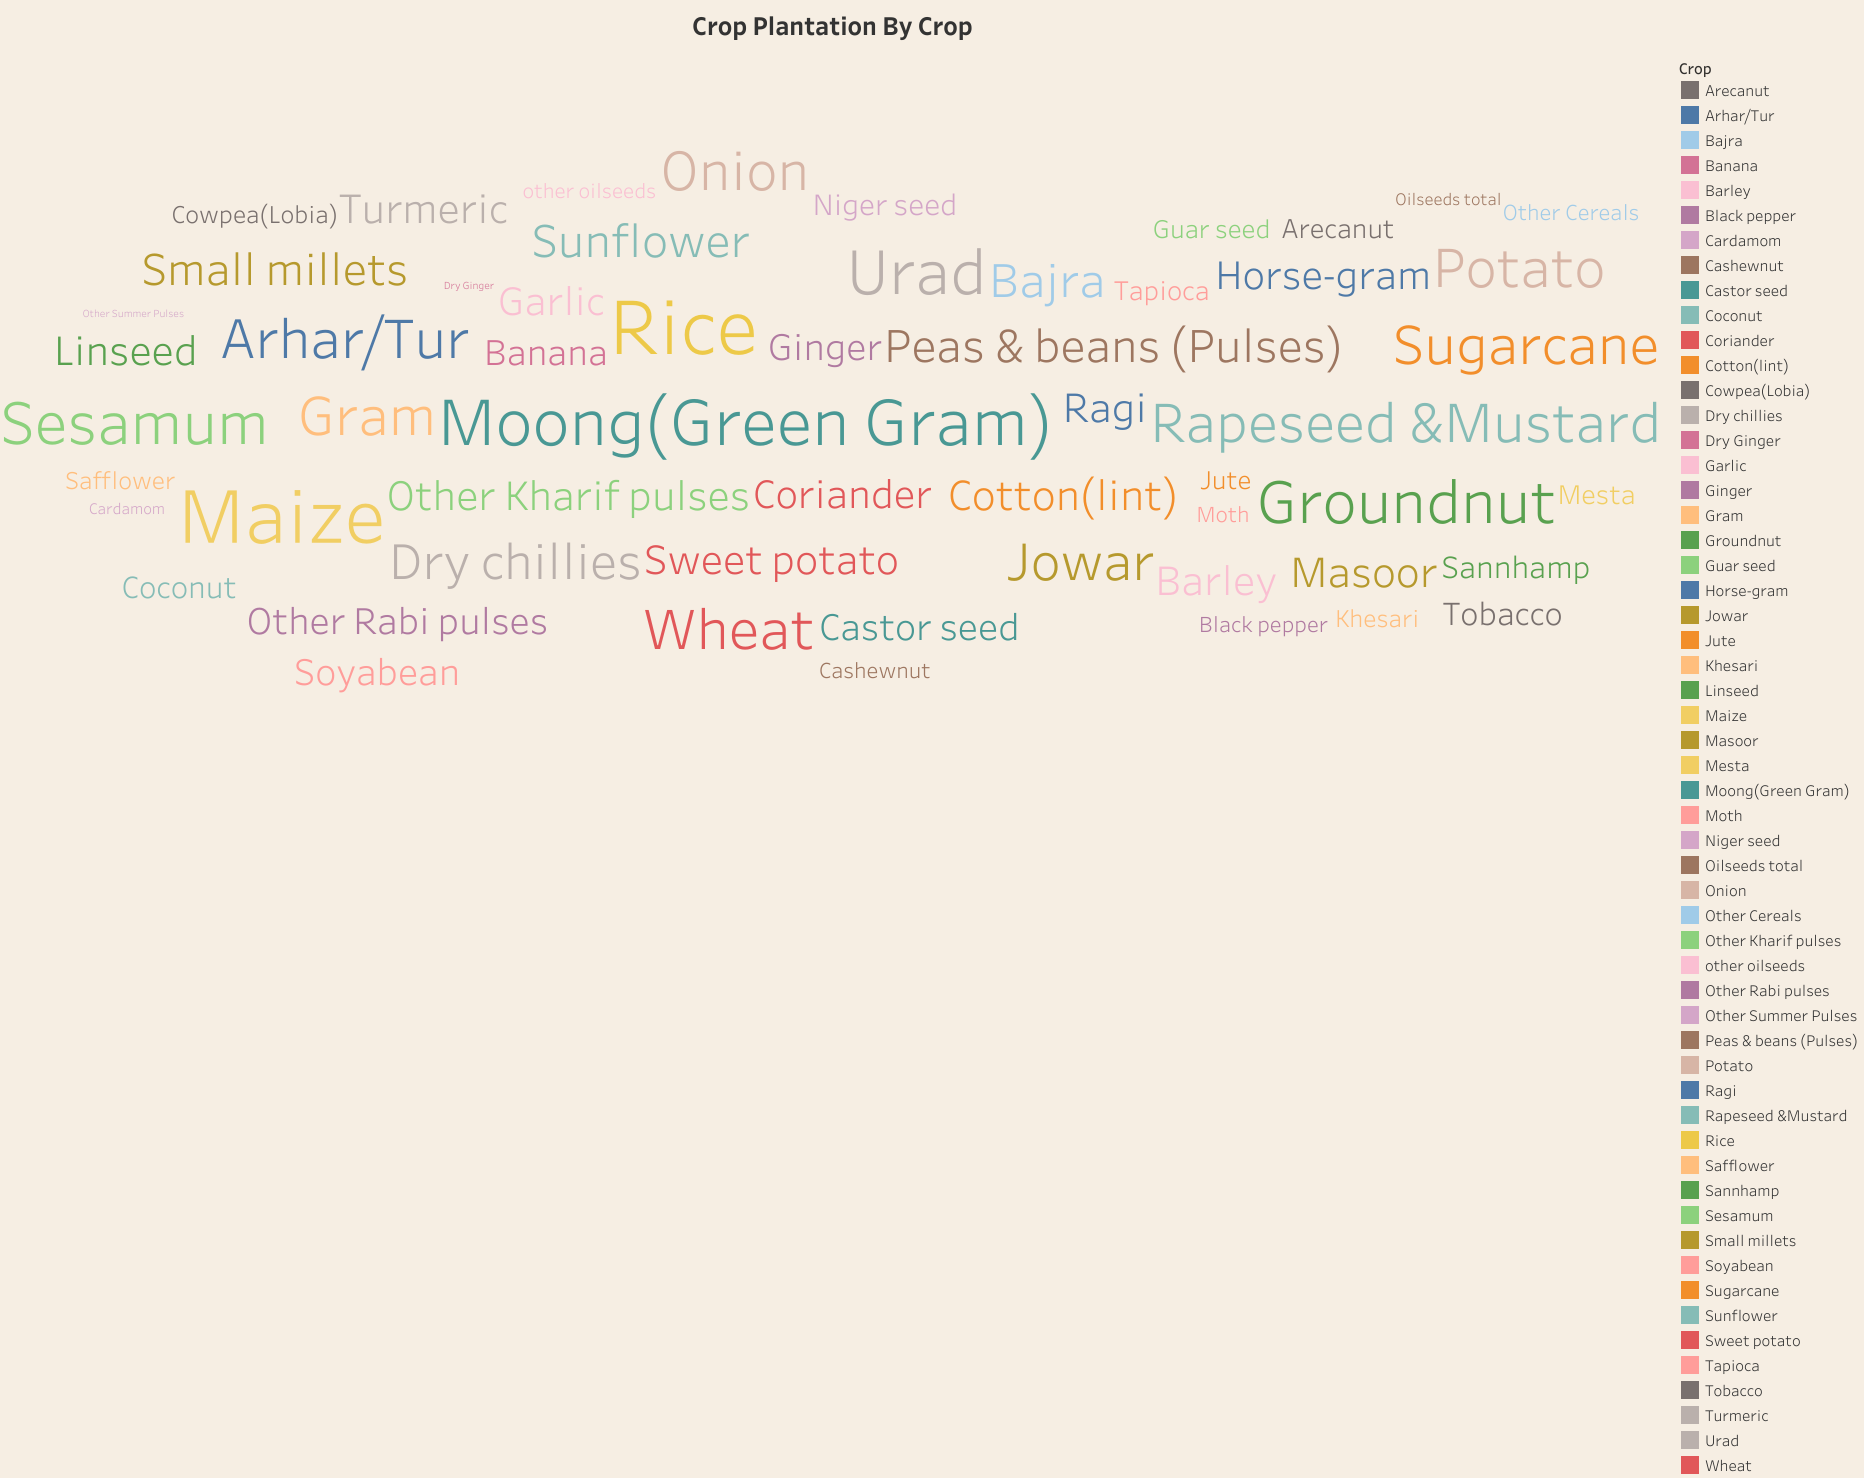 Crop Plantation By Crop
Onion
other oilseeds
Niger seed
Cowpea(Lobia)
Turmeric
Oilseeds total
Other Cereals
Guar seed
Arecanut
Sunflower
Small millets
Urad
Bajra
Tapioca
Horse-gram
Potato
Dry Ginger
Garlic
Other Summer Pulses
Rice
Linseed
Arhar/Tur
Banana
Ginger
Peas & beans (Pulses)
Sugarcane
Sesamum
Gram
Moong(Green Gram)
Ragi
Rapeseed &Mustard
Safflower
Cardamom
Maize
Other Kharif pulses
Coriander
Cotton(lint)
Jute
Moth
Groundnut
Mesta
Dry chillies
Sweet potato
Jowar
Barley
Masoor
Sannhamp
Coconut
Other Rabi pulses
Wheat
Castor seed
Black pepper
Khesari
Tobacco
Soyabean
Cashewnut
Crop
Arecanut
Arhar/Tur
Bajra
Banana
Barley
Black pepper
Cardamom
Cashewnut
Castor seed
Coconut
Coriander
Cotton(lint)
Cowpea(Lobia)
Dry chillies
Dry Ginger
Garlic
Ginger
Gram
Groundnut
Guar seed
Horse-gram
Jowar
Jute
Khesari
Linseed
Maize
Masoor
Mesta
Moong(Green Gram)
Moth
Niger seed
Oilseeds total
Onion
Other Cereals
Other Kharif pulses
other oilseeds
Other Rabi pulses
Other Summer Pulses
Peas & beans (Pulses)
Potato
Ragi
Rapeseed &Mustard
Rice
Safflower
Sannhamp
Sesamum
Small millets
Soyabean
Sugarcane
Sunflower
Sweet potato
Tapioca
Tobacco
Turmeric
Urad
Wheat